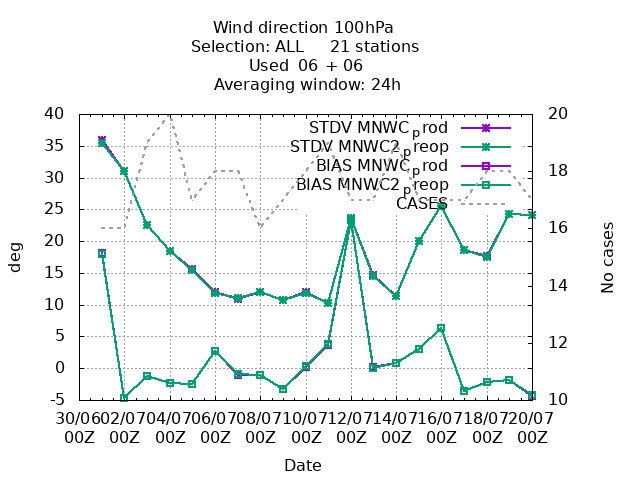 Wind direction 100hPa
Selection: ALL     21 stations
Used  06 + 06
Averaging window: 24h
STDV MNWC_prod
STDV MNWC2_preop
BIAS MNWC_prod
BIAS MNWC2_preop
CASES
40
35
30
25
20
15
10
5
0
-5
20
18
16
14
12
10
deg
No cases
30/06 02/07 04/07 06/07 08/07 10/07 12/07 14/07 16/07 18/07 20/07
00Z 00Z 00Z 00Z 00Z 00Z 00Z 00Z 00Z 00Z 00Z
Date